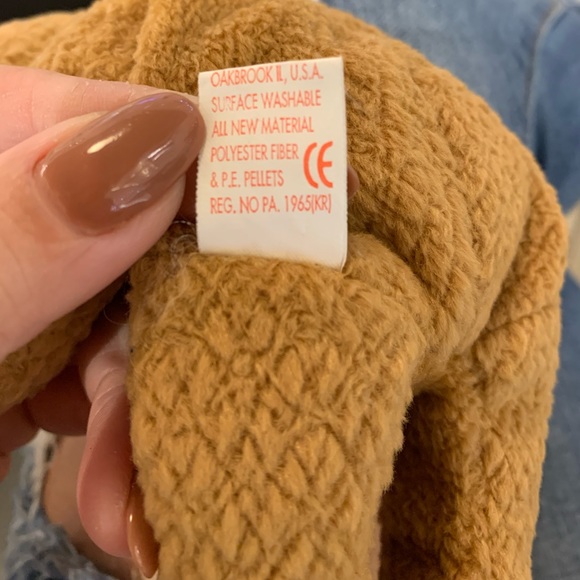 OAKBROOK IL, U.S.A.
SURFACE WASHABLE
ALL NEW MATERIAL
POLYESTER FIBER
& P.E. PELLETS CE
REG. NO PA. 1965(KR)